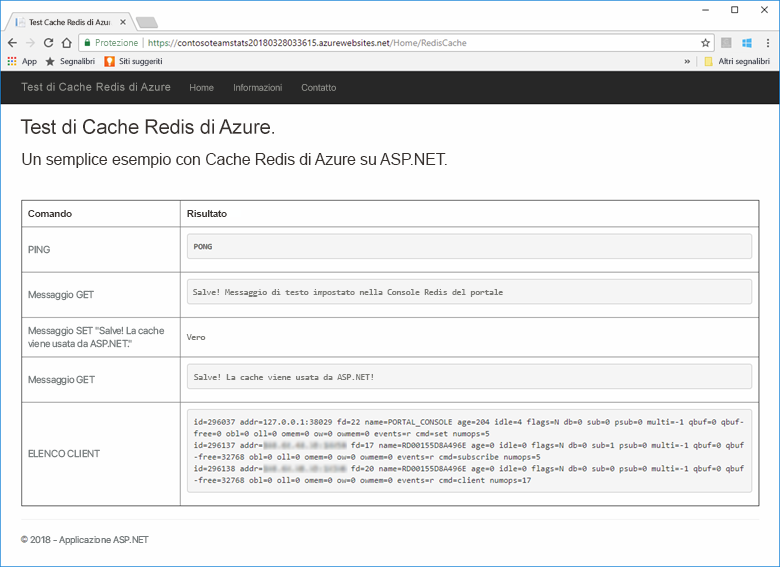 Test Cache Redis di Azur
Protezione
https://contosoteamstats20180328033615.azurewebsites.net/Home/RedisCache
App
Segnalibri
Siti suggeriti
»
Altri segnalibri
Test di Cache Redis di Azure
Home
Informazioni
Contatto
Test di Cache Redis di Azure.
Un semplice esempio con Cache Redis di Azure su ASP.NET.
Comando
Risultato
PING
PONG
Messaggio GET
Salve! Messaggio di testo impostato nella Console Redis del portale
Messaggio SET "Salve! La cache
viene usata da ASP.NET."
Vero
Messaggio GET
Salve! La cache viene usata da ASP.NET!
ELENCO CLIENT
id=296037 addr=127.0.0.1:38029 fd=22 name=PORTAL_CONSOLE age=204 idle=4 flags=N db=0 sub=0 psub=0 multi=-1 qbuf=0 qbuf-
free=0 obl=0 oll=0 omem=0 ow=0 owmem=0 events=r cmd=set numops=5
id=296137 addr= fd=17 name=RD00155D8A496E age=0 idle=0 flags=N db=0 sub=1 psub=0 multi=-1 qbuf=0 qbuf
-free=32768 obl=0 oll=0 omem=0 ow=0 owmem=0 events=r cmd=subscribe numops=5
id=296138 addr= fd=20 name=RD00155D8A496E age=0 idle=0 flags=N db=0 sub=0 psub=0 multi=-1 qbuf=0 qbuf
-free=32768 obl=0 oll=0 omem=0 ow=0 owmem=0 events=r cmd=client numops=17
© 2018 - Applicazione ASP.NET